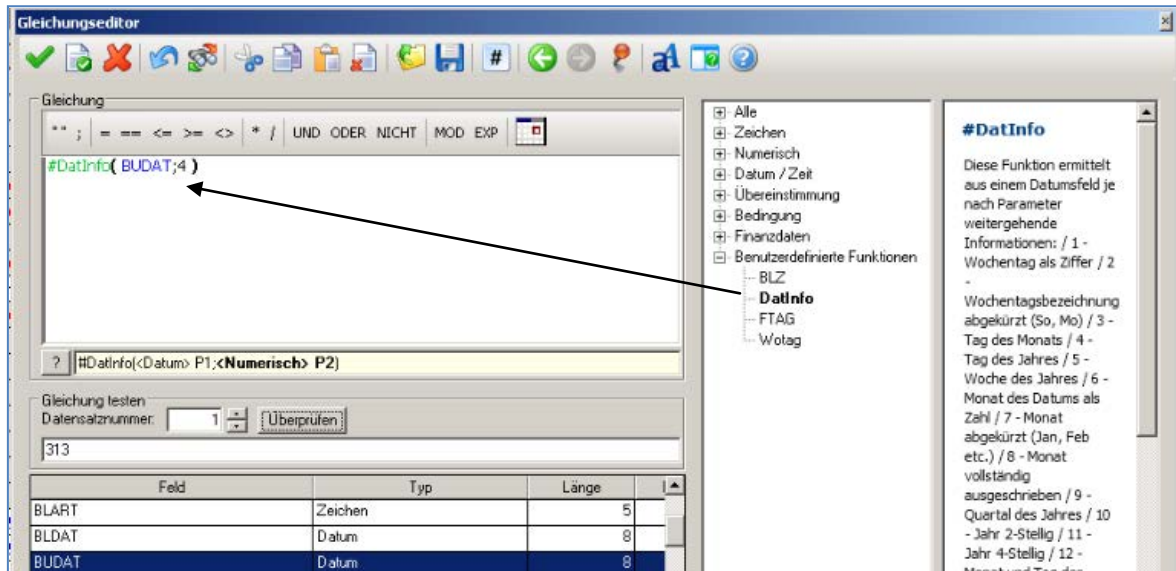 Gleichungseditor
#
Gleichung
"" ; = == <= >= <> * / UND ODER NICHT MOD EXP
#DatInfo( BUDAT;4 )
? #DatInfo(<Datum> P1;<Numerisch> P2)
Gleichung testen
Datensatznummer: 1 Überprüfen
313
Feld Typ Länge
BLART Zeichen 5
BLDAT Datum 8
BUDAT Datum 8
Alle
Zeichen
Numerisch
Datum / Zeit
Übereinstimmung
Bedingung
Finanzdaten
Benutzerdefinierte Funktionen
BLZ
DatInfo
FTAG
Wotag
#DatInfo
Diese Funktion ermittelt
aus einem Datumsfeld je
nach Parameter
weitergehende
Informationen: / 1 -
Wochentag als Ziffer / 2
-
Wochentagsbezeichnung
abgekürzt (So, Mo) / 3 -
Tag des Monats / 4 -
Tag des Jahres / 5 -
Woche des Jahres / 6 -
Monat des Datums als
Zahl / 7 - Monat
abgekürzt (Jan, Feb
etc.) / 8 - Monat
vollständig
ausgeschrieben / 9 -
Quartal des Jahres / 10
- Jahr 2-Stellig / 11 -
Jahr 4-Stellig / 12 -